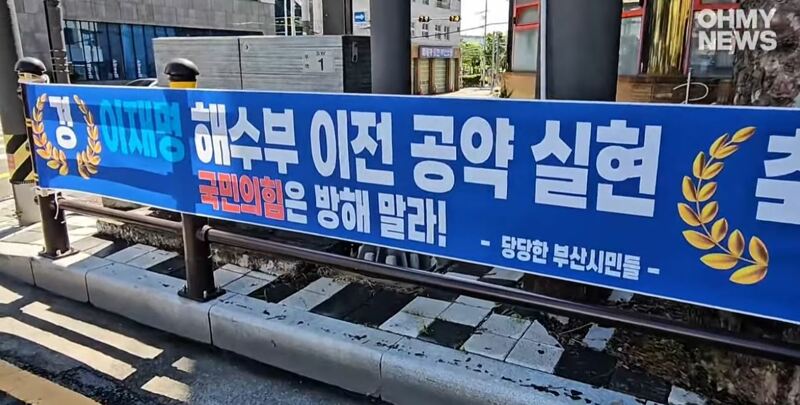 OHMY NEWS
경 이재명 해수부 이전 공약 실현 축
국민의힘은 방해 말라!
- 당당한 부산시민들 -
1